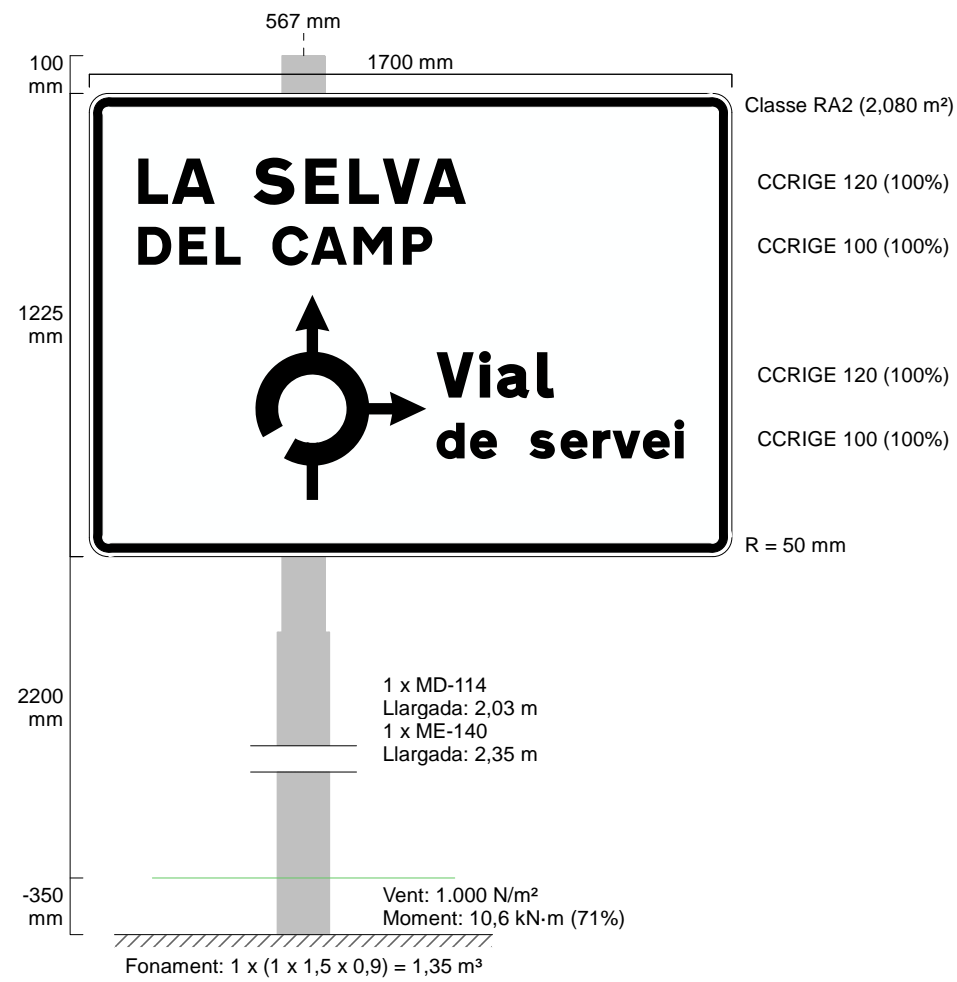 567 mm
100
mm
1700 mm
Classe RA2 (2,080 m²)
LA SELVA
CCRIGE 120 (100%)
DEL CAMP
CCRIGE 100 (100%)
1225
mm
Vial
CCRIGE 120 (100%)
de servei
CCRIGE 100 (100%)
R = 50 mm
2200
mm
1 x MD-114
Llargada: 2,03 m
1 x ME-140
Llargada: 2,35 m
-350
mm
Vent: 1.000 N/m²
Moment: 10,6 kN·m (71%)
Fonament: 1 x (1 x 1,5 x 0,9) = 1,35 m³